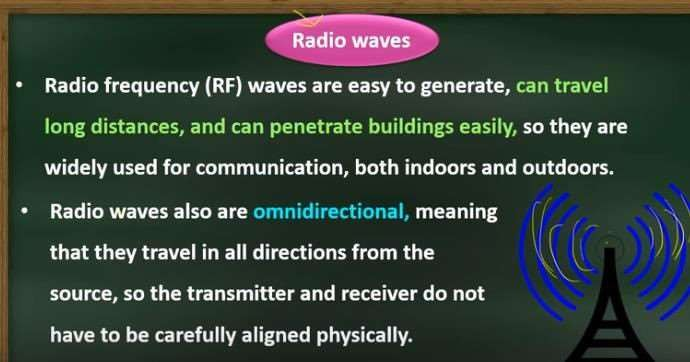 Radio waves
• Radio frequency (RF) waves are easy to generate, can travel
long distances, and can penetrate buildings easily, so they are
widely used for communication, both indoors and outdoors.
• Radio waves also are omnidirectional, meaning
that they travel in all directions from the
source, so the transmitter and receiver do not
have to be carefully aligned physically.